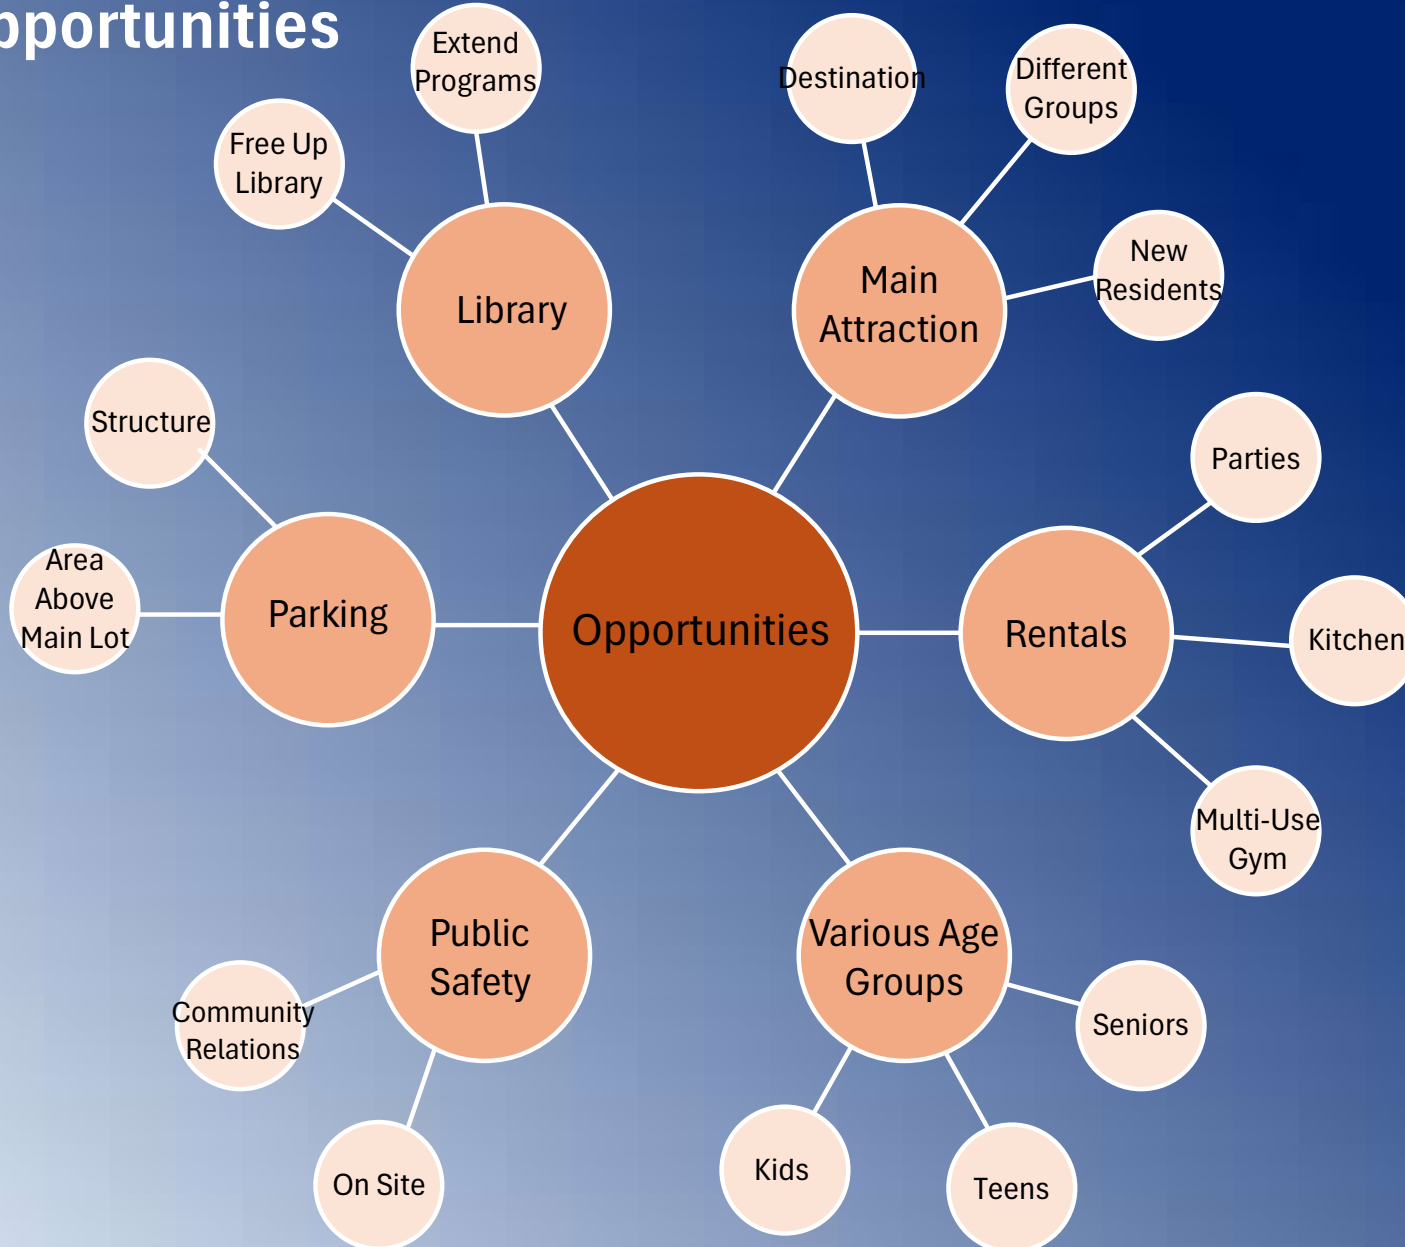 pportunities
Extend
Programs
Free Up
Library
Destination
Different
Groups
New
Residents
Library
Main
Attraction
Structure
Parties
Area
Above
Main Lot
Parking
Opportunities
Rentals
Kitchen
Multi-Use
Gym
Public
Safety
Various Age
Groups
Community
Relations
Seniors
On Site
Kids
Teens